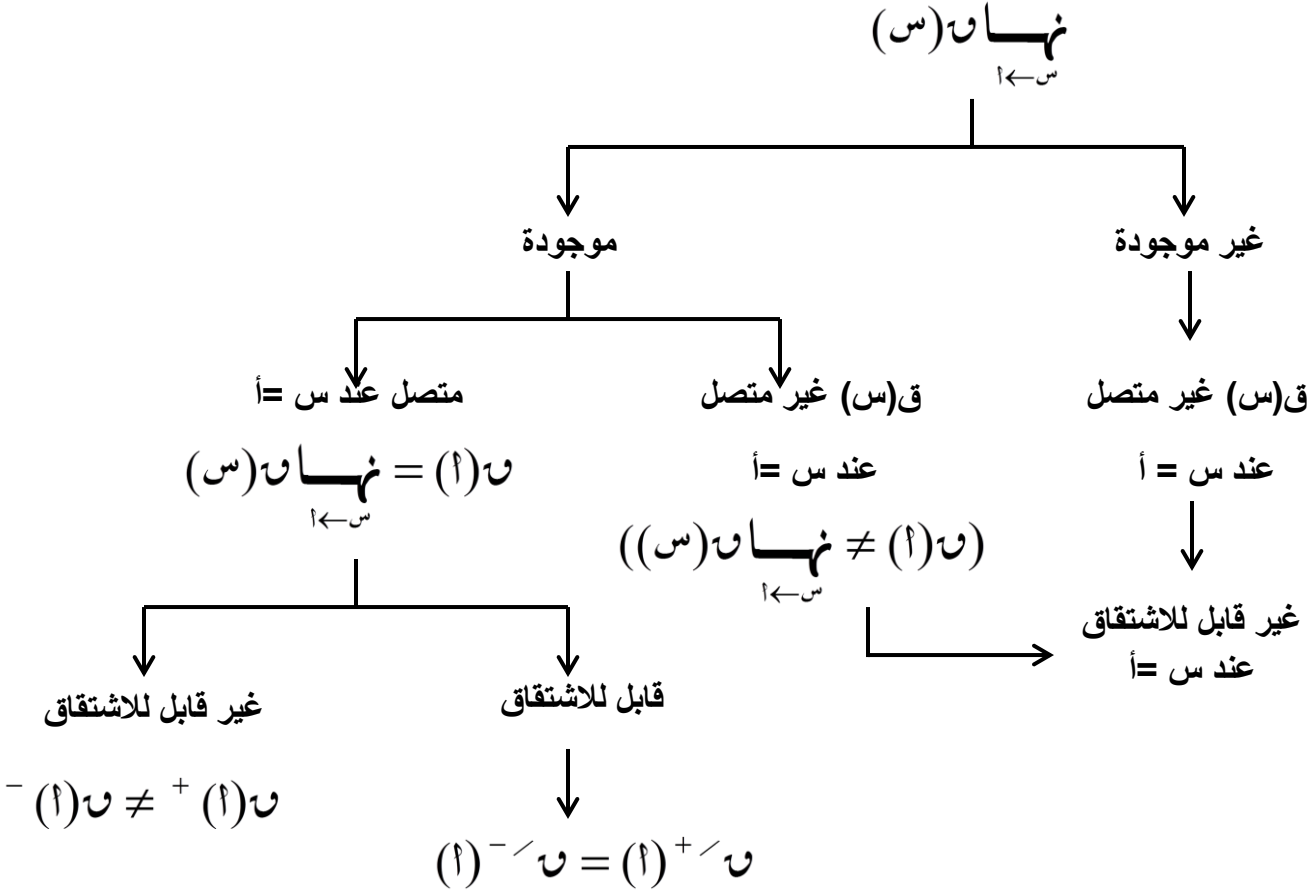 نهـــا ق(س)
س←أ
غير موجودة
موجودة
ق(س) غير متصل
عند س = أ
ق(س) غير متصل
عند س =أ
(ق(أ) ≠ نهـــا ق(س))
س←أ
متصل عند س =أ
ق(أ) = نهـــا ق(س)
س←أ
غير قابل للاشتقاق
عند س =أ
قابل للاشتقاق
ق/+(أ) = ق/-(أ)
غير قابل للاشتقاق
ق(أ)+ ≠ ق(أ)-